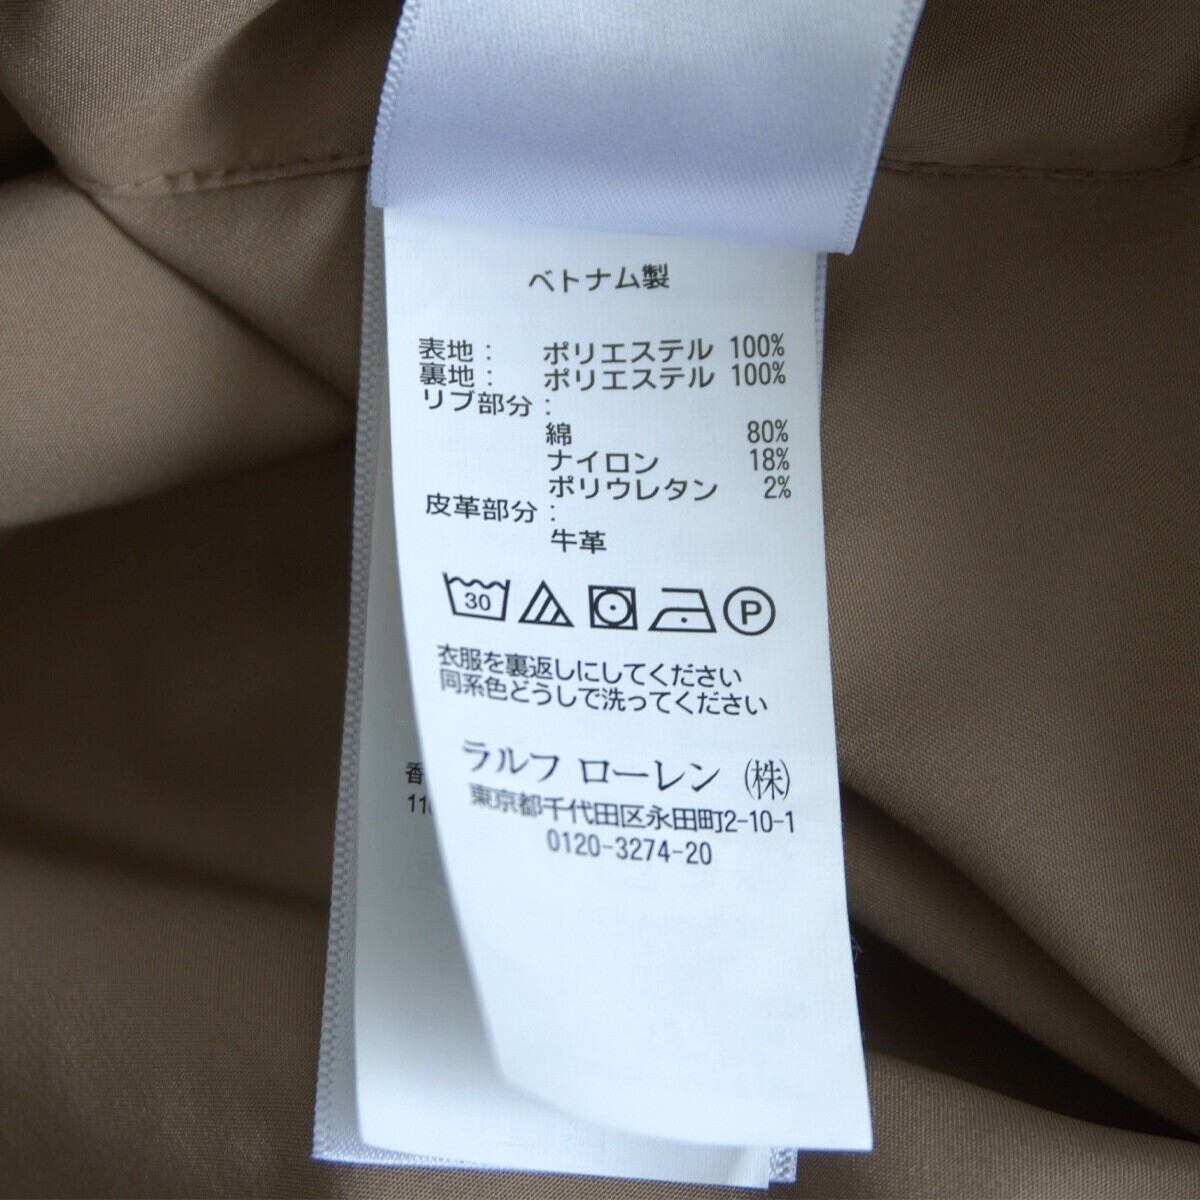 ベトナム製
表地： ポリエステル 100%
裏地： ポリエステル 100%
リブ部分：
綿 80%
ナイロン 18%
ポリウレタン 2%
皮革部分：
牛革
30 P
衣服を裏返しにしてください
同系色どうしで洗ってください
ラルフ ローレン (株)
東京都千代田区永田町2-10-1
0120-3274-20
香